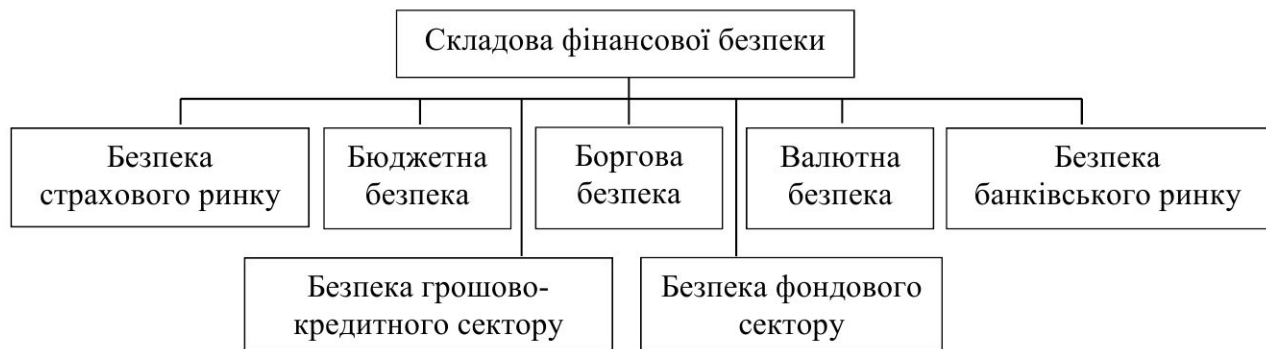 Складова фінансової безпеки
Безпека
страхового ринку
Бюджетна
безпека
Боргова
безпека
Валютна
безпека
Безпека
банківського ринку
Безпека грошово-
кредитного сектору
Безпека фондового
сектору